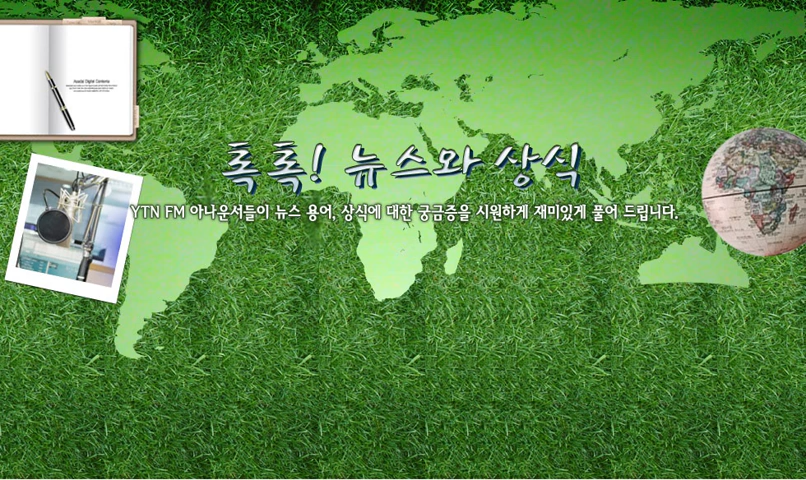 톡톡! 뉴스와 상식
YTN FM 아나운서들이 뉴스 용어, 상식에 대한 궁금증을 시원하게 재미있게 풀어 드립니다.